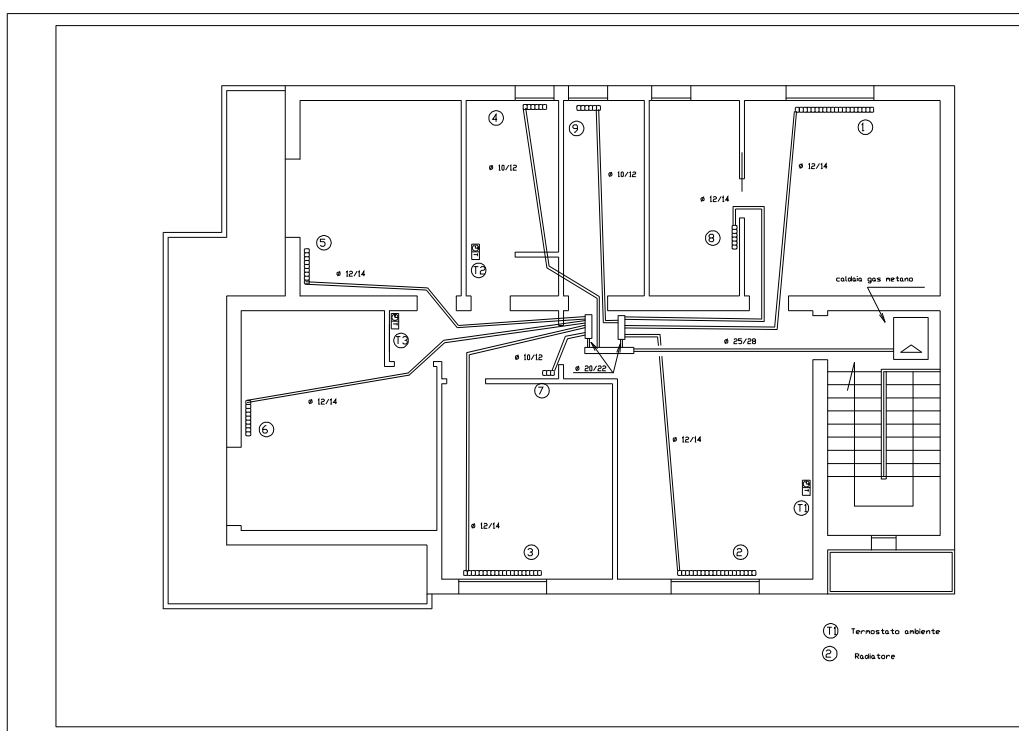 4
9
1
ø 10/12
ø 10/12
ø 12/14
ø 12/14
8
5
T2
ø 12/14
caldaia gas metano
T3
ø 25/28
ø 10/12
ø 20/22
7
ø 12/14
6
ø 12/14
T1
ø 12/14
3
2
T1 Termostato ambiente
2 Radiatore